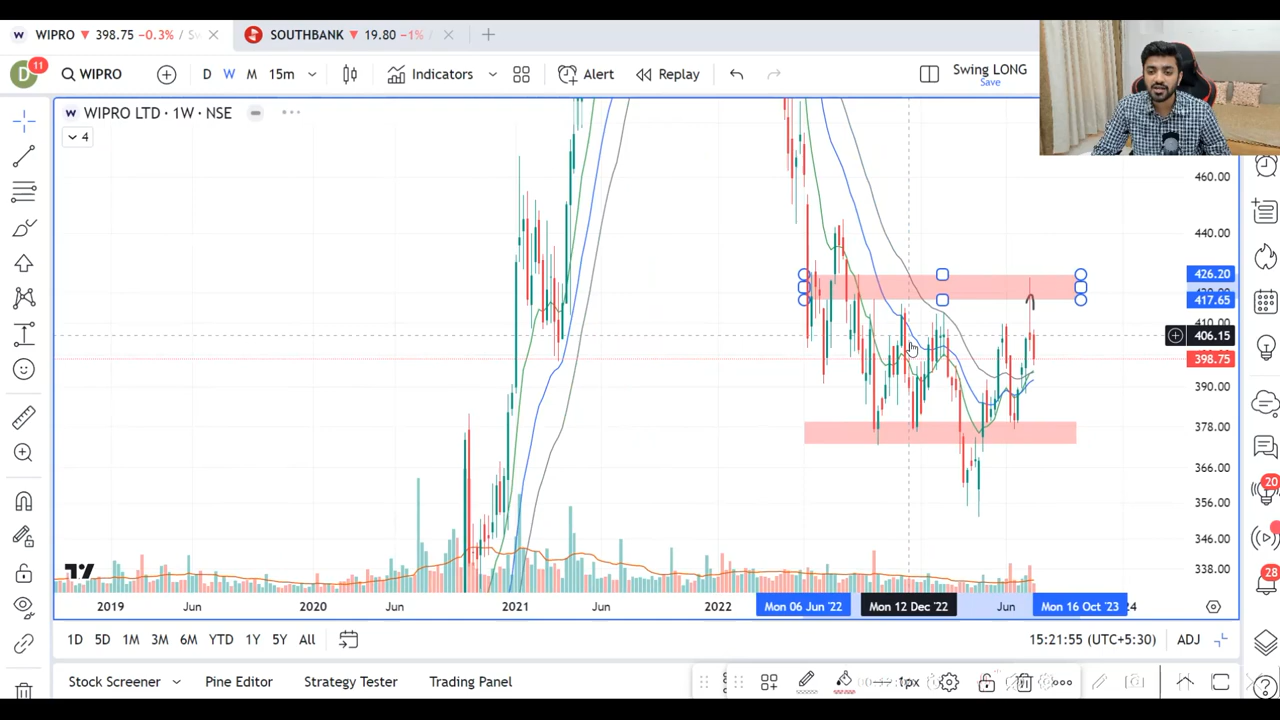 WIPRO 398.75 -0.3% / Sw
SOUTHBANK 19.80 -1%
D 11
WIPRO
D W M 15m
Indicators
Alert
Replay
Swing LONG
Save
WIPRO LTD · 1W · NSE
4
460.00
440.00
426.20
417.65
410.00
406.15
398.75
390.00
378.00
366.00
356.00
346.00
338.00
20
28
2019 Jun 2020 Jun 2021 Jun 2022 Mon 06 Jun '22 Mon 12 Dec '22 Jun Mon 16 Oct '23 24
1D 5D 1M 3M 6M YTD 1Y 5Y All
15:21:55 (UTC+5:30) ADJ
Stock Screener
Pine Editor
Strategy Tester
Trading Panel
1px